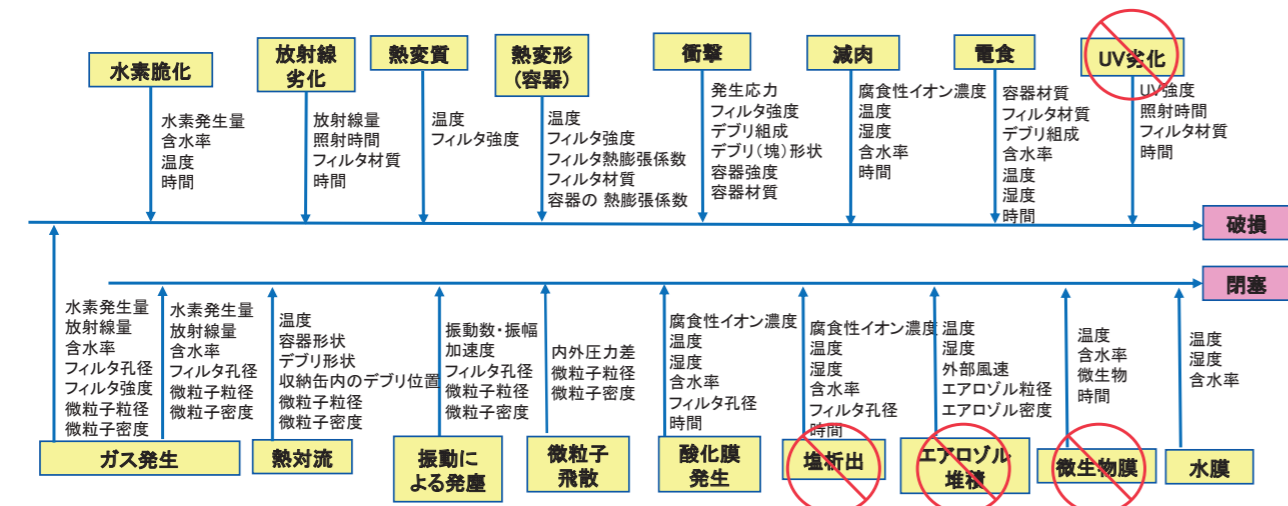 水素脆化
水素発生量
含水率
温度
時間
放射線
劣化
放射線量
照射時間
フィルタ材質
時間
熱変質
温度
フィルタ強度
熱変形
(容器)
温度
フィルタ強度
フィルタ熱膨張係数
フィルタ材質
容器の 熱膨張係数
衝撃
発生応力
フィルタ強度
デブリ組成
デブリ(塊)形状
容器強度
容器材質
減肉
腐食性イオン濃度
温度
湿度
含水率
時間
電食
容器材質
フィルタ材質
デブリ組成
含水率
温度
湿度
時間
UV劣化
UV強度
照射時間
フィルタ材質
時間
破損
閉塞
水素発生量
放射線量
含水率
フィルタ孔径
フィルタ強度
微粒子粒径
微粒子密度
水素発生量
放射線量
含水率
フィルタ孔径
微粒子粒径
微粒子密度
ガス発生
温度
容器形状
デブリ形状
収納缶内のデブリ位置
微粒子粒径
微粒子密度
熱対流
振動数・振幅
加速度
フィルタ孔径
微粒子粒径
微粒子密度
振動に
よる発塵
内外圧力差
微粒子粒径
微粒子密度
微粒子
飛散
腐食性イオン濃度
温度
湿度
含水率
フィルタ孔径
時間
酸化膜
発生
腐食性イオン濃度
温度
湿度
含水率
フィルタ孔径
時間
塩析出
温度
湿度
外部風速
エアロゾル粒径
エアロゾル密度
エアロゾル
堆積
温度
含水率
微生物
時間
微生物膜
温度
湿度
含水率
水膜